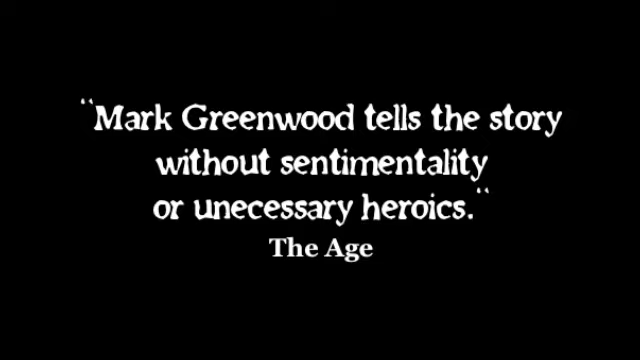 “Mark Greenwood tells the story
without sentimentality
or unecessary heroics.“
The Age